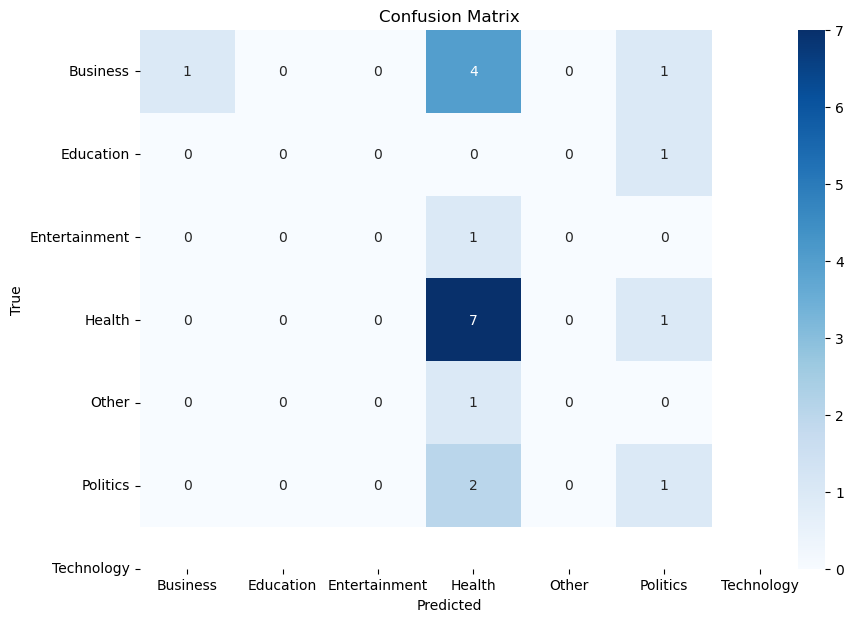 Confusion Matrix
Business 1 0 0 4 0 1
Education 0 0 0 0 0 1
Entertainment 0 0 0 1 0 0
Health 0 0 0 7 0 1
Other 0 0 0 1 0 0
Politics 0 0 0 2 0 1
Technology
True
Business Education Entertainment Health Other Politics Technology
Predicted
7
6
5
4
3
2
1
0